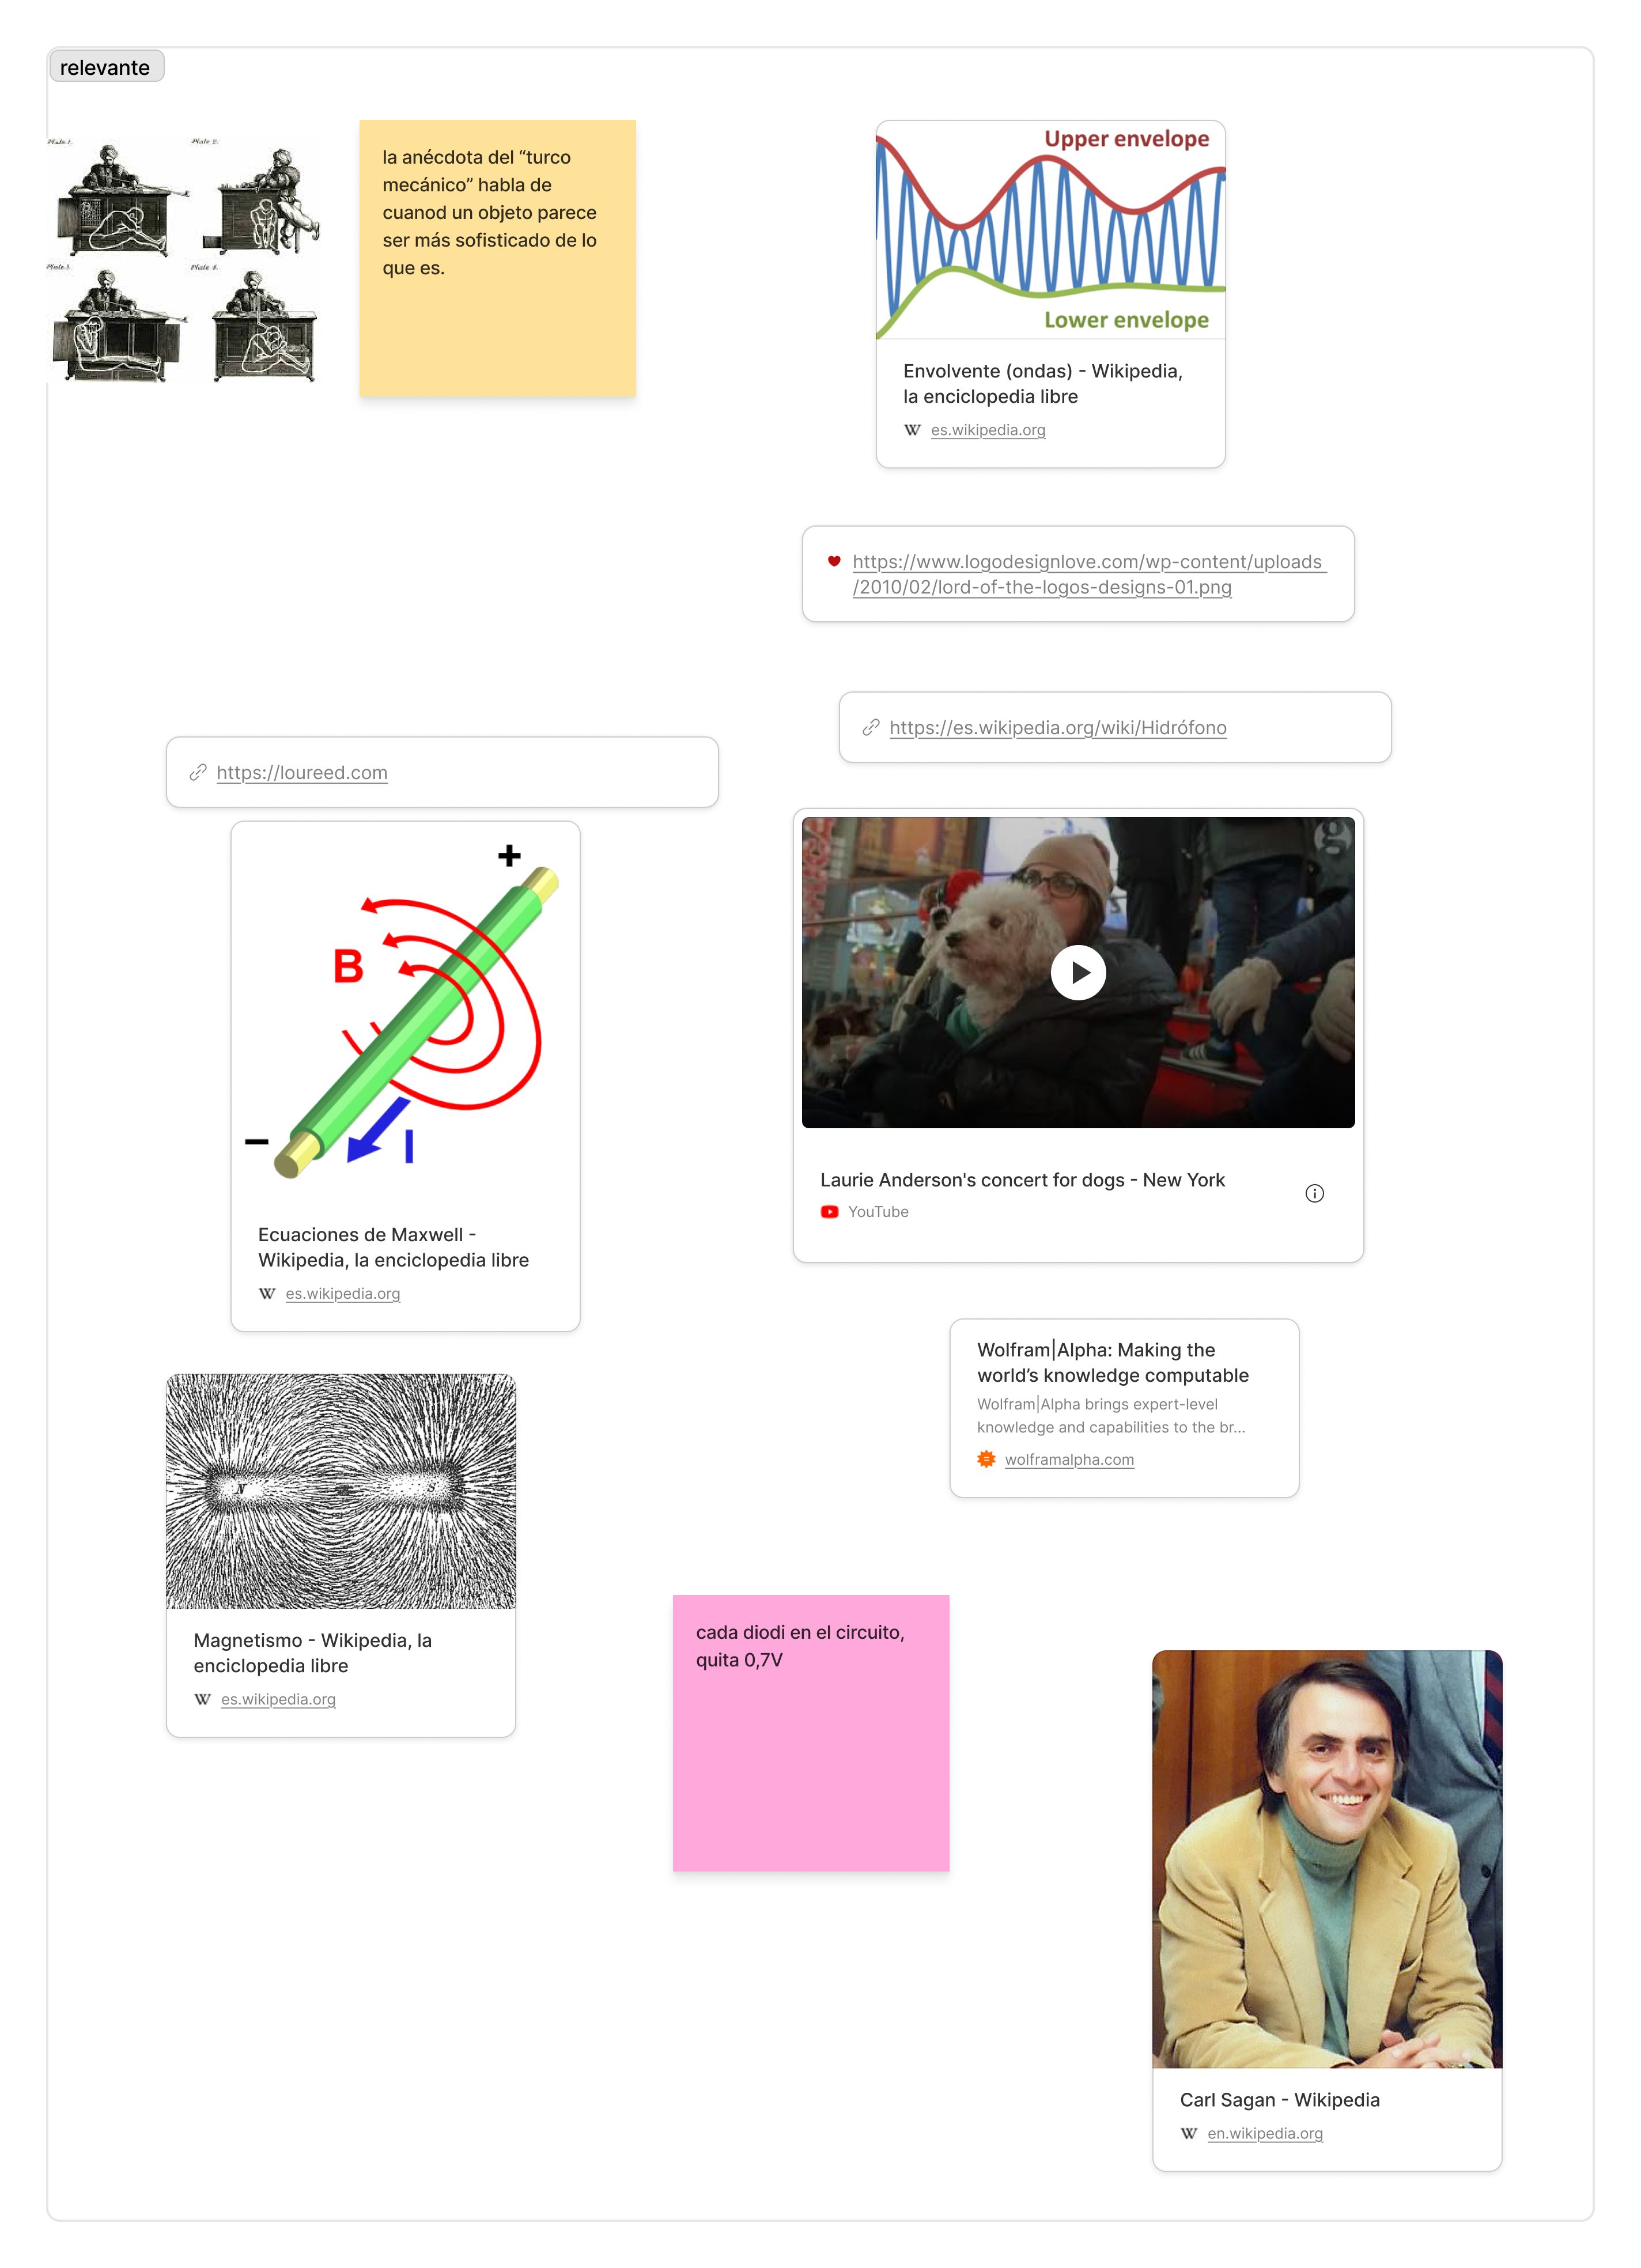 relevante
Plate 1.
Plate 2.
Plate 3.
Plate 4.
la anécdota del “turco
mecánico” habla de
cuanod un objeto parece
ser más sofisticado de lo
que es.
Upper envelope
Lower envelope
Envolvente (ondas) - Wikipedia,
la enciclopedia libre
W es.wikipedia.org
https://www.logodesignlove.com/wp-content/uploads
/2010/02/lord-of-the-logos-designs-01.png
https://es.wikipedia.org/wiki/Hidrófono
https://loureed.com
+
B
I
−
Ecuaciones de Maxwell -
Wikipedia, la enciclopedia libre
W es.wikipedia.org
g
Laurie Anderson's concert for dogs - New York
YouTube
Wolfram|Alpha: Making the
world’s knowledge computable
Wolfram|Alpha brings expert-level
knowledge and capabilities to the br...
wolframalpha.com
N S
Magnetismo - Wikipedia, la
enciclopedia libre
W es.wikipedia.org
cada diodi en el circuito,
quita 0,7V
Carl Sagan - Wikipedia
W en.wikipedia.org